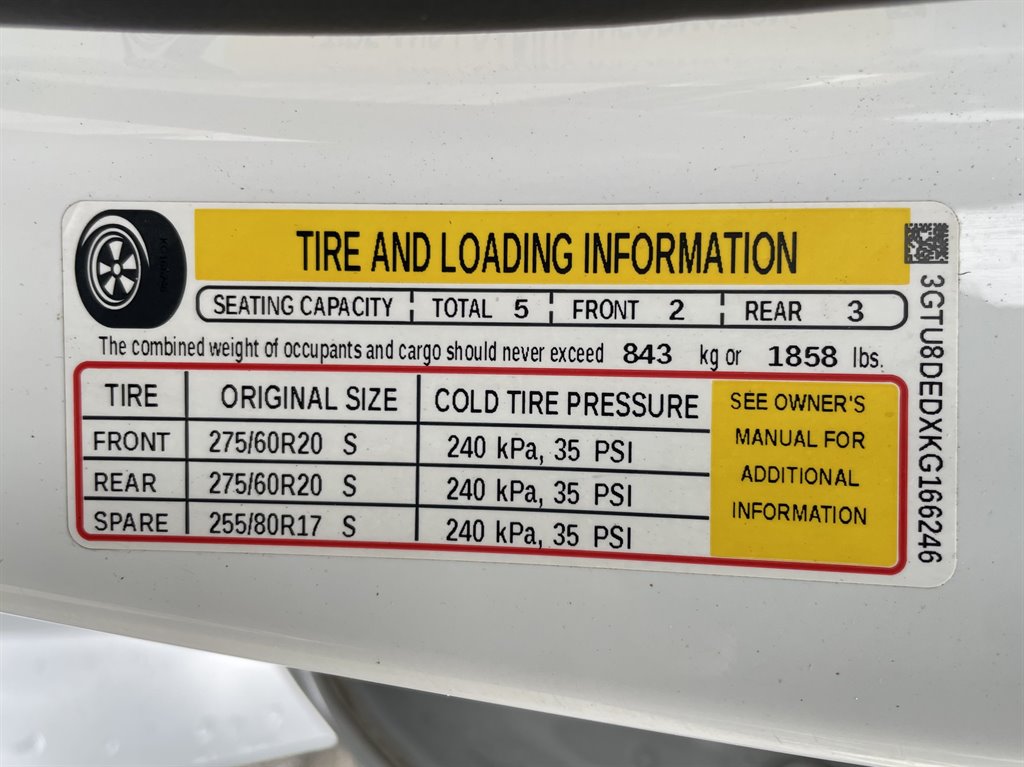 TIRE AND LOADING INFORMATION
SEATING CAPACITY TOTAL 5 FRONT 2 REAR 3
The combined weight of occupants and cargo should never exceed 843 kg or 1858 lbs.
TIRE ORIGINAL SIZE COLD TIRE PRESSURE
FRONT 275/60R20 S 240 kPa, 35 PSI
REAR 275/60R20 S 240 kPa, 35 PSI
SPARE 255/80R17 S 240 kPa, 35 PSI
SEE OWNER'S
MANUAL FOR
ADDITIONAL
INFORMATION
3GTU8DEDXKG166246